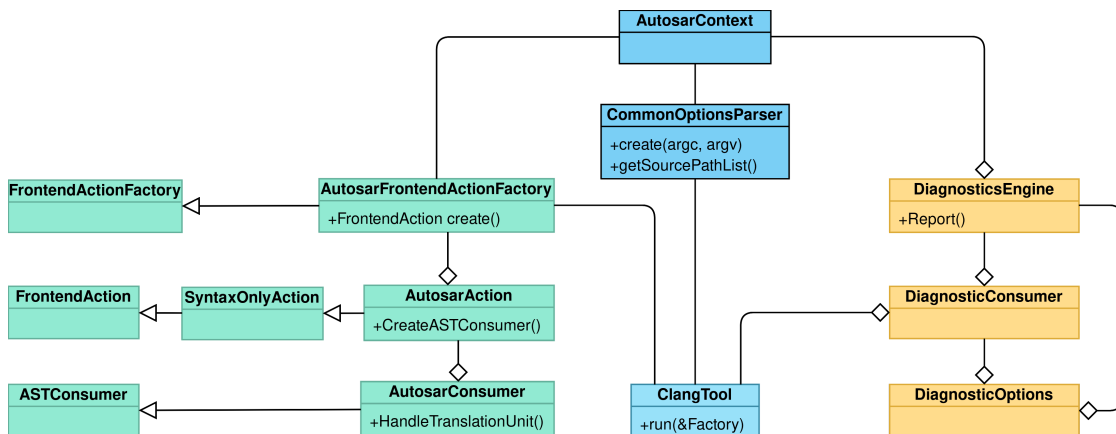 AutosarContext
CommonOptionsParser
+create(argc, argv)
+getSourcePathList()
FrontendActionFactory
AutosarFrontendActionFactory
+FrontendAction create()
DiagnosticsEngine
+Report()
FrontendAction
SyntaxOnlyAction
AutosarAction
+CreateASTConsumer()
DiagnosticConsumer
ASTConsumer
AutosarConsumer
+HandleTranslationUnit()
ClangTool
+run(&Factory)
DiagnosticOptions